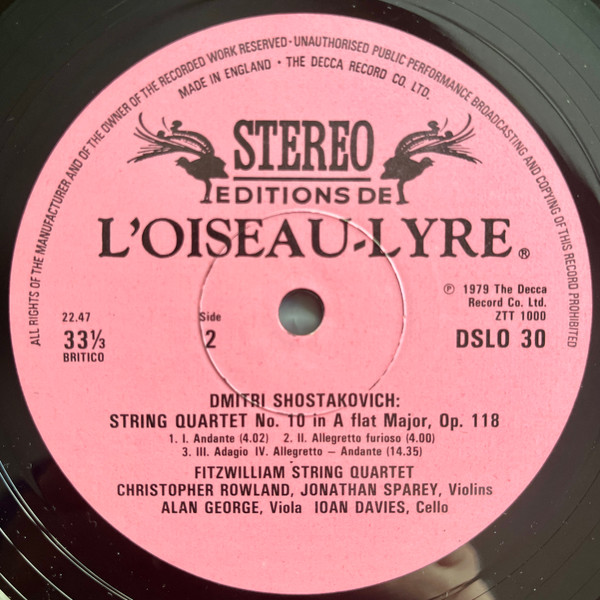 ALL RIGHTS OF THE MANUFACTURER AND OF THE OWNER OF THE RECORDED WORK RESERVED · UNAUTHORISED PUBLIC PERFORMANCE BROADCASTING AND COPYING OF THIS RECORD PROHIBITED
MADE IN ENGLAND · THE DECCA RECORD CO. LTD.
STEREO
EDITIONS DE
L'OISEAU-LYRE ®
℗ 1979 The Decca
Record Co. Ltd.
ZTT 1000
22.47
33⅓
BRITICO
Side
2
DSLO 30
DMITRI SHOSTAKOVICH:
STRING QUARTET No. 10 in A flat Major, Op. 118
1. I. Andante (4.02) 2. II. Allegretto furioso (4.00)
3. III. Adagio IV. Allegretto – Andante (14.35)
FITZWILLIAM STRING QUARTET
CHRISTOPHER ROWLAND, JONATHAN SPAREY, Violins
ALAN GEORGE, Viola IOAN DAVIES, Cello